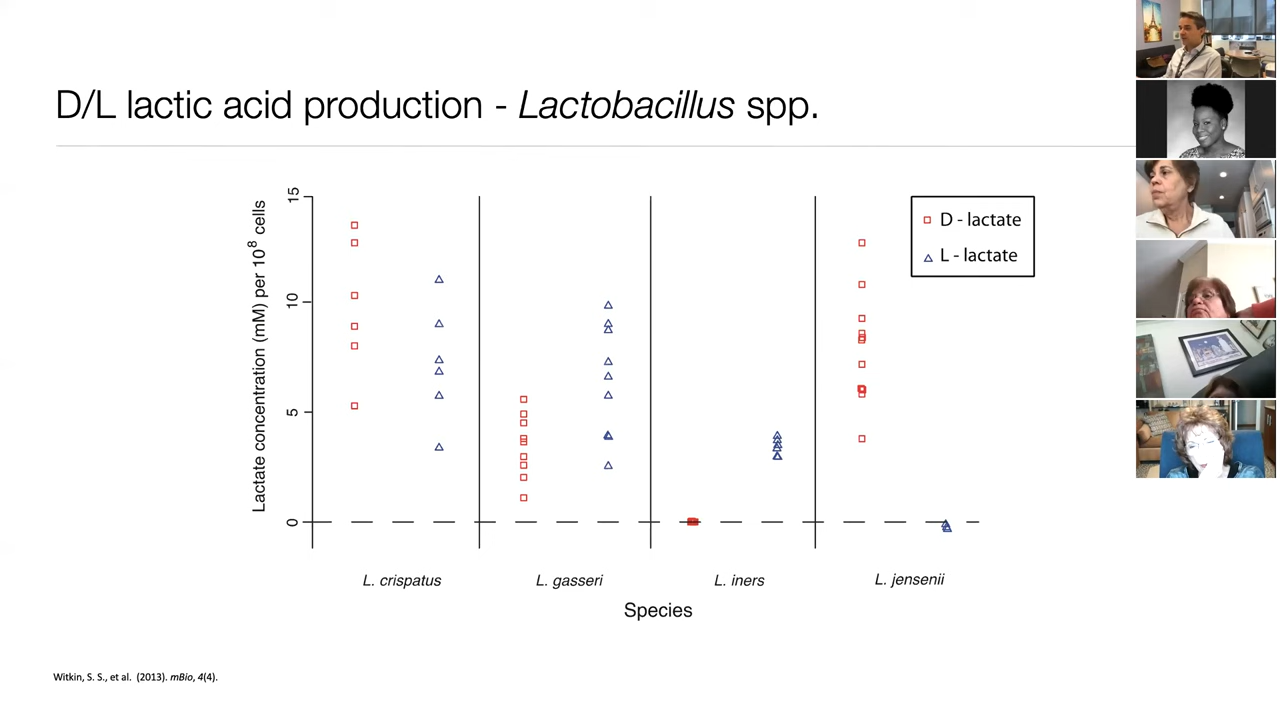 D/L lactic acid production - Lactobacillus spp.
Lactate concentration (mM) per 10⁸ cells
15
10
5
0
D - lactate
L - lactate
L. crispatus
L. gasseri
L. iners
L. jensenii
Species
Witkin, S. S., et al. (2013). mBio, 4(4).